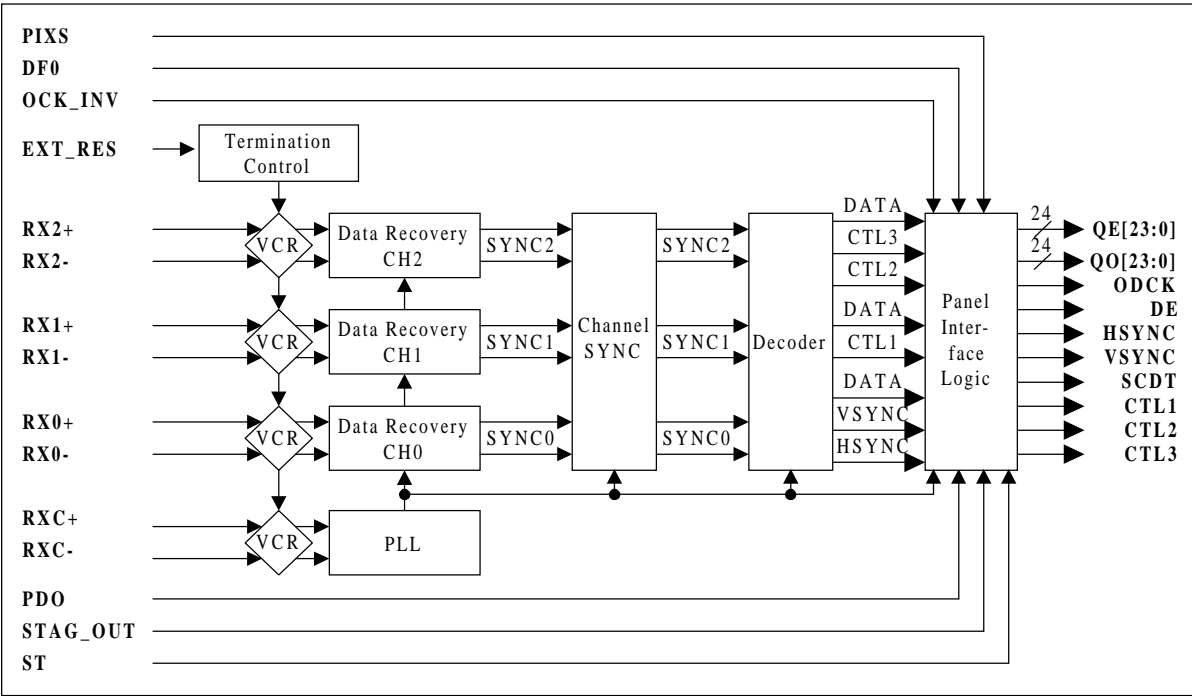 PIXS
DF0
OCK_INV
EXT_RES
Termination
Control
RX2+
RX2-
RX1+
RX1-
RX0+
RX0-
RXC+
RXC-
PDO
STAG_OUT
ST
VCR
VCR
VCR
VCR
Data Recovery
CH2
Data Recovery
CH1
Data Recovery
CH0
PLL
SYNC2
SYNC1
SYNC0
Channel
SYNC
SYNC2
SYNC1
SYNC0
Decoder
DATA
CTL3
CTL2
DATA
CTL1
DATA
VSYNC
HSYNC
Panel
Inter-
face
Logic
24
24
QE[23:0]
QO[23:0]
ODCK
DE
HSYNC
VSYNC
SCDT
CTL1
CTL2
CTL3